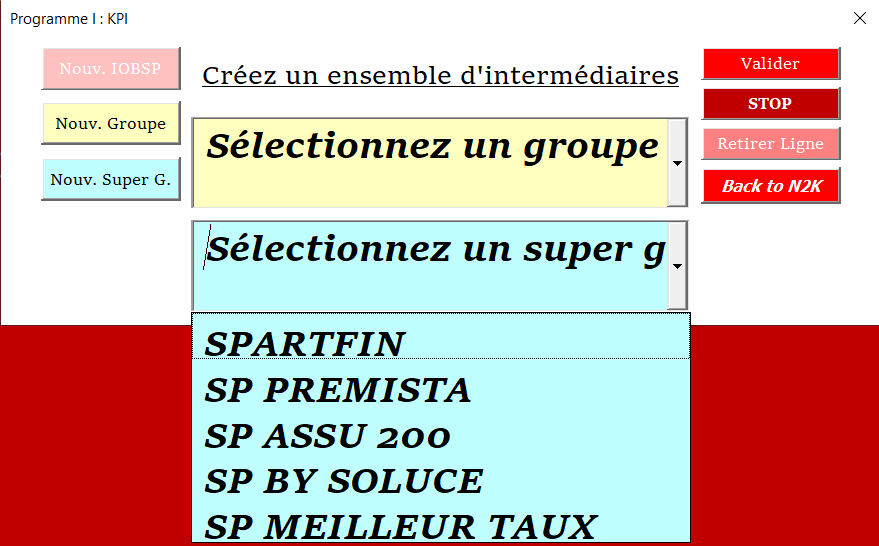 Programme I : KPI
Nouv. IOBSP
Nouv. Groupe
Nouv. Super G.
Créez un ensemble d'intermédiaires
Sélectionnez un groupe
Sélectionnez un super g
SPARTFIN
SP PREMISTA
SP ASSU 200
SP BY SOLUCE
SP MEILLEUR TAUX
Valider
STOP
Retirer Ligne
Back to N2K